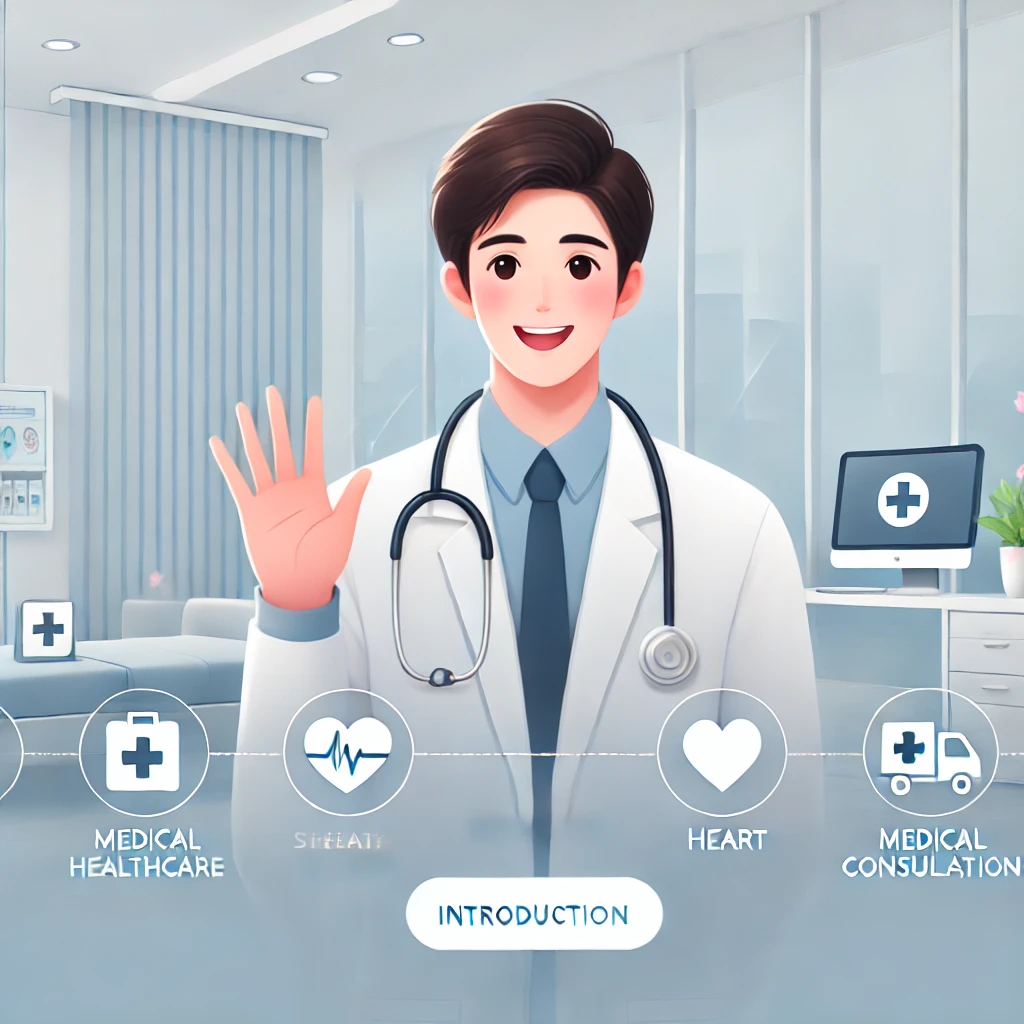 MEDICAL
HEALTHCARE
HEART
MEDICAL
CONSULATION
INTRODUCTION